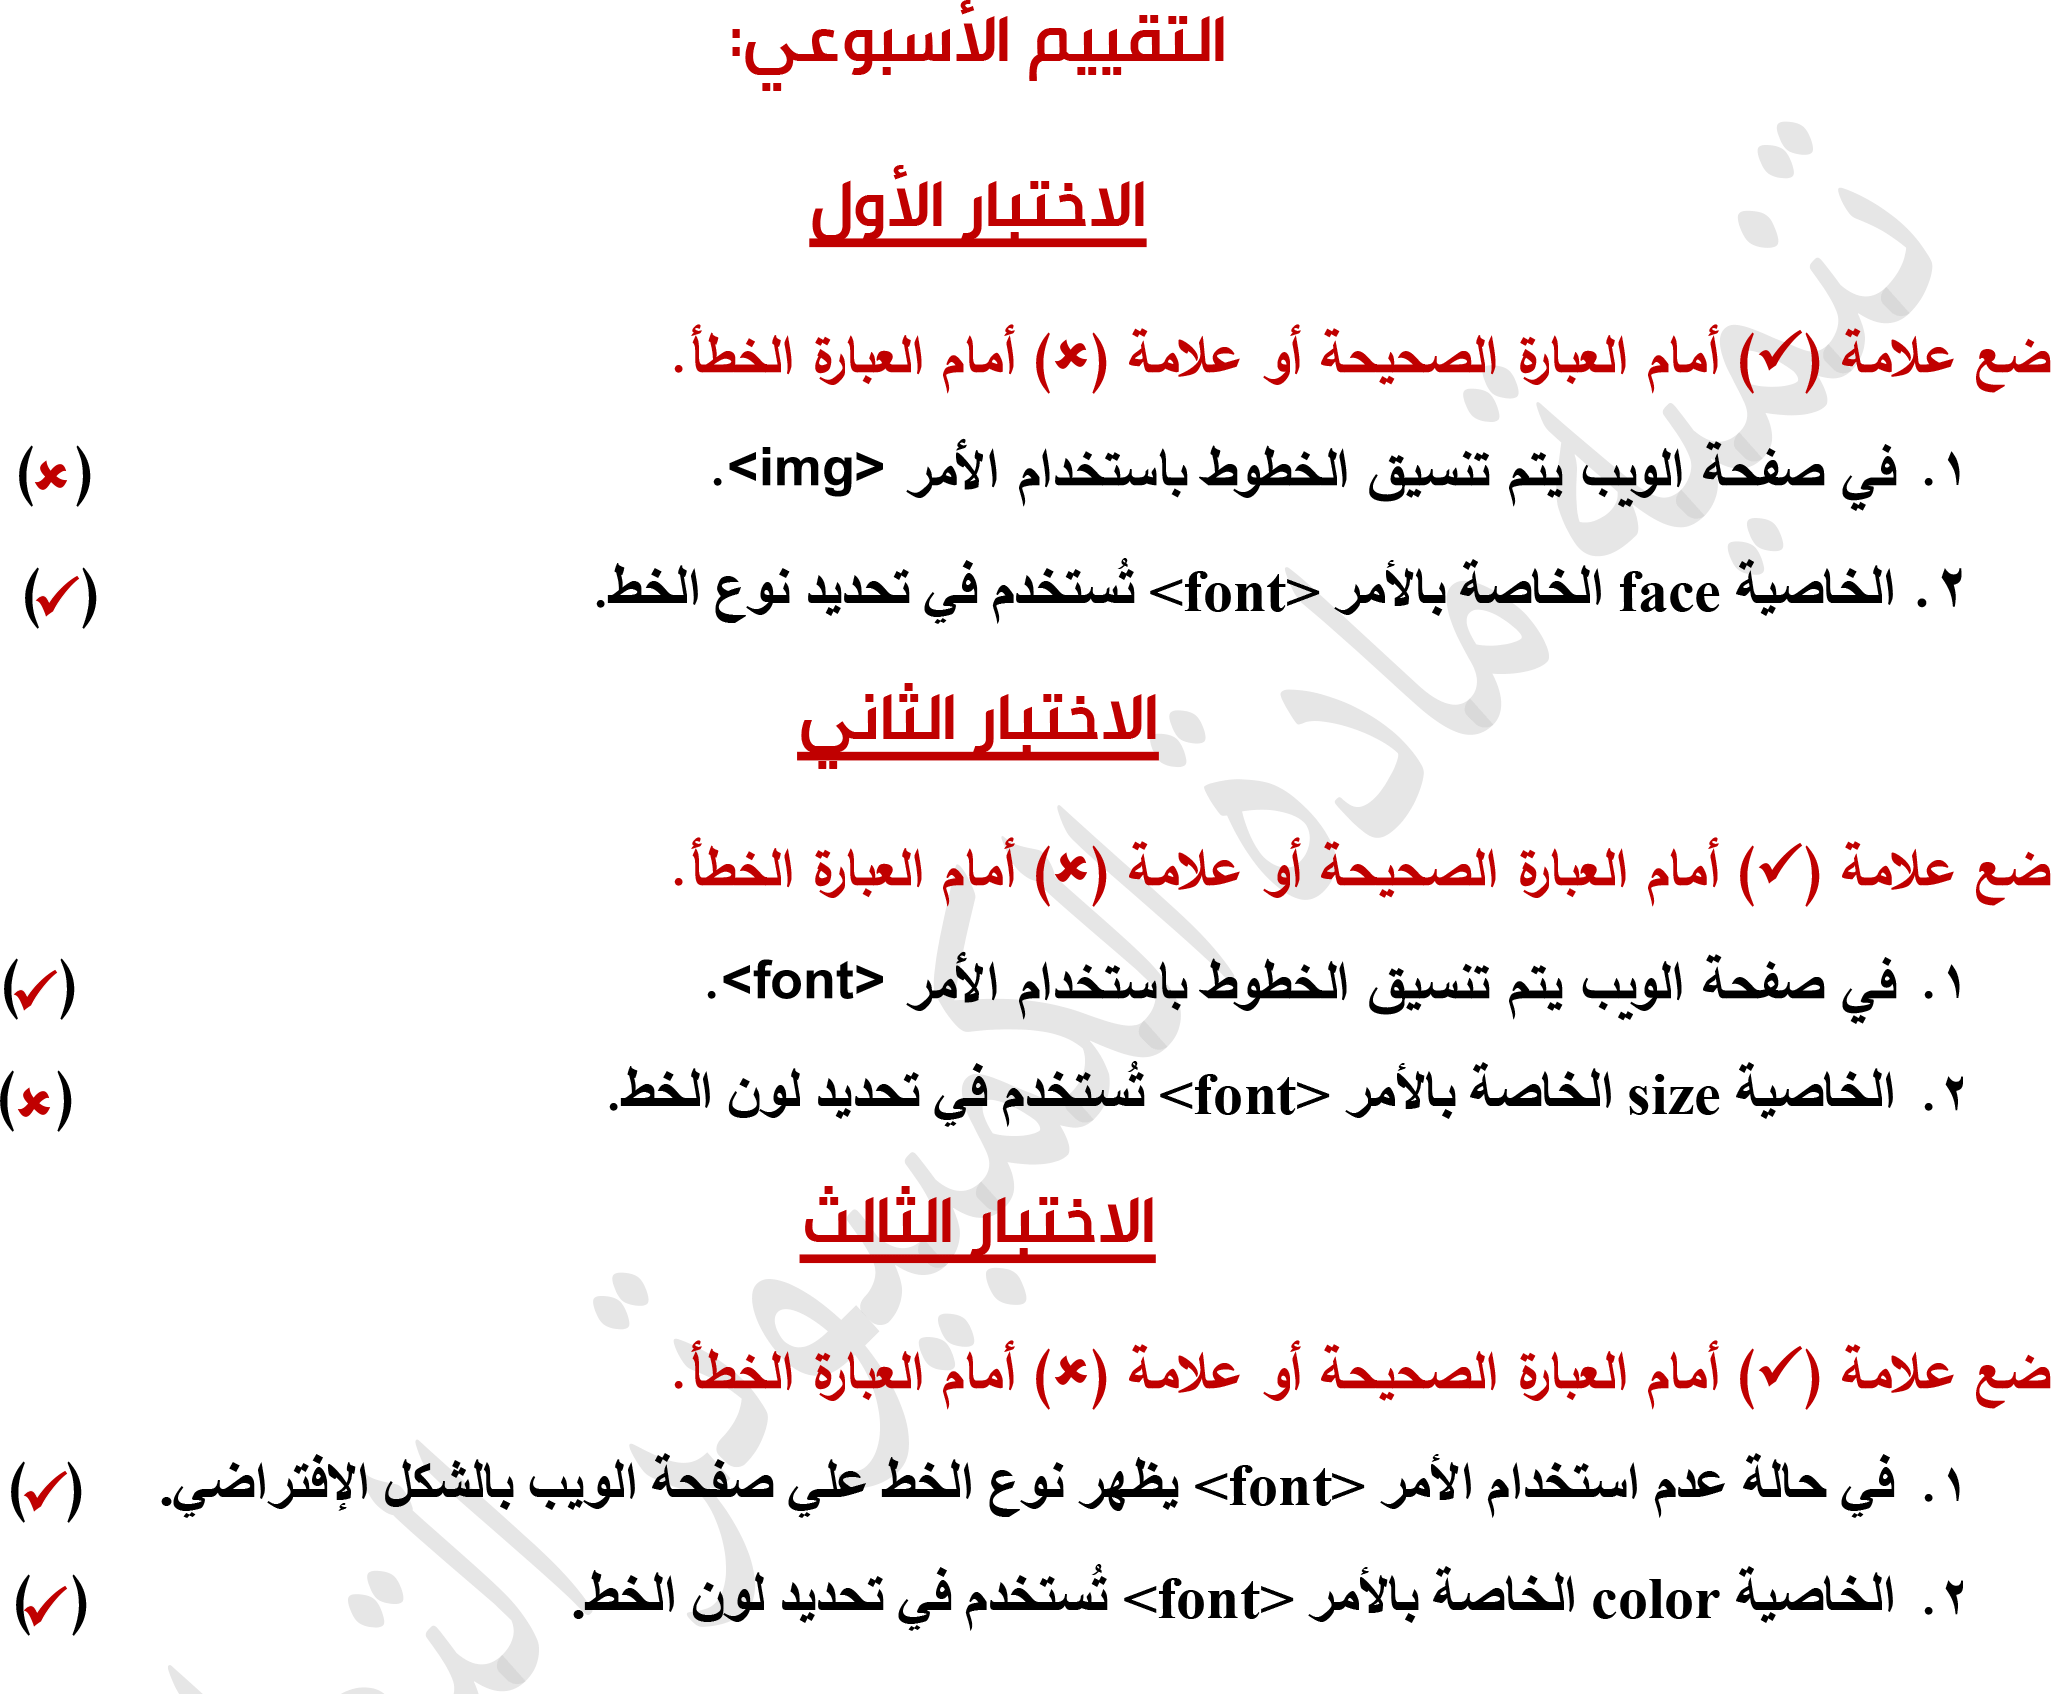 التقييم الأسبوعي:
الاختبار الأول
ضع علامة (✓) أمام العبارة الصحيحة أو علامة (×) أمام العبارة الخطأ.
١. في صفحة الويب يتم تنسيق الخطوط باستخدام الأمر <img>. (×)
٢. الخاصية face الخاصة بالأمر <font> تُستخدم في تحديد نوع الخط. (✓)
الاختبار الثاني
ضع علامة (✓) أمام العبارة الصحيحة أو علامة (×) أمام العبارة الخطأ.
١. في صفحة الويب يتم تنسيق الخطوط باستخدام الأمر <font>. (✓)
٢. الخاصية size الخاصة بالأمر <font> تُستخدم في تحديد لون الخط. (×)
الاختبار الثالث
ضع علامة (✓) أمام العبارة الصحيحة أو علامة (×) أمام العبارة الخطأ.
١. في حالة عدم استخدام الأمر <font> يظهر نوع الخط علي صفحة الويب بالشكل الإفتراضي. (✓)
٢. الخاصية color الخاصة بالأمر <font> تُستخدم في تحديد لون الخط. (✓)
تنمية مادة الكمبيوتر